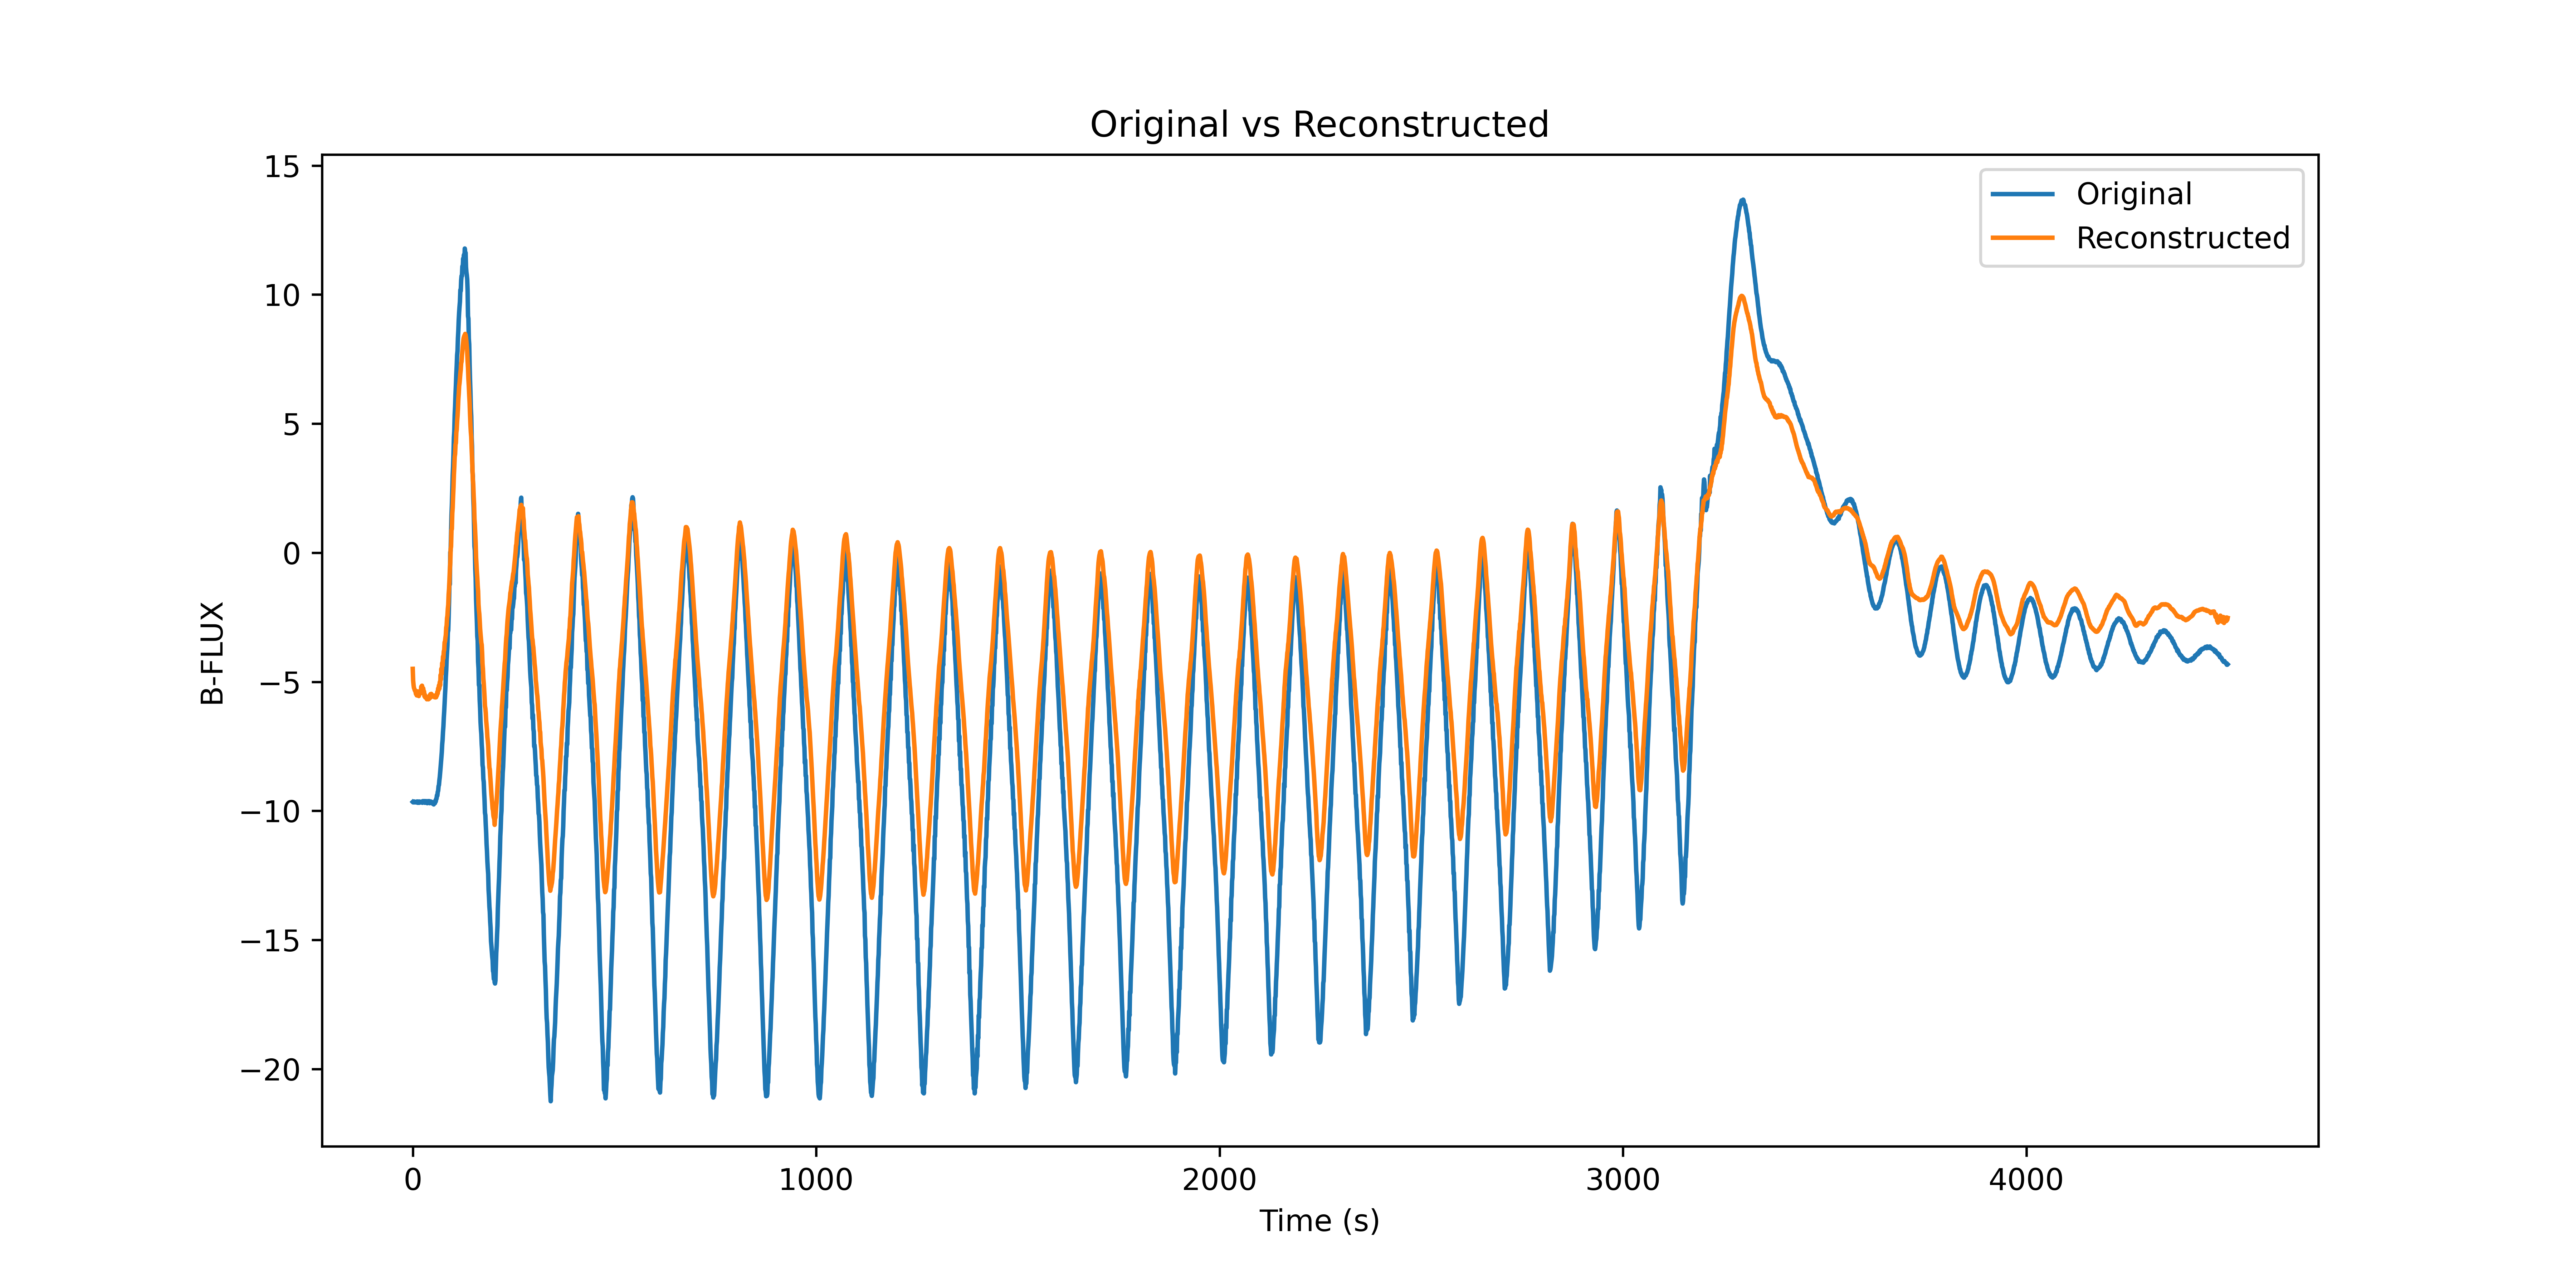 Original vs Reconstructed
15
10
5
0
−5
−10
−15
−20
B-FLUX
Original
Reconstructed
0 1000 2000 3000 4000
Time (s)